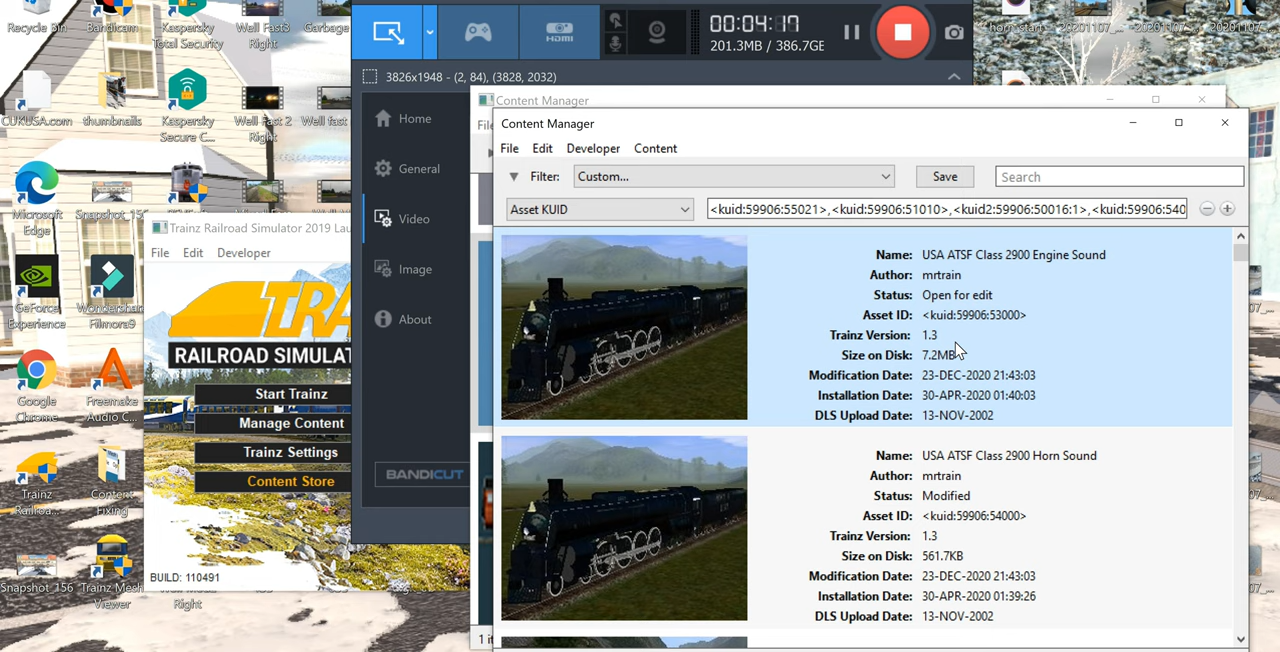 Recycle Bin
Bandicam
Kaspersky
Total Security
Well Fast3
Right
Garbage
CUKUSA.com
thumbnails
Kaspersky
Secure C...
Well Fast 2
Right
Well fast
Microsoft
Edge
Snapshot_15
GeForce
Experience
Wondershare
Filmora9
Google
Chrome
Freemake
Audio C...
Trainz
Railroa...
Content
Fixing
Snapshot_156
Trainz Mesh
Viewer
Right
00:04:17
201.3MB / 386.7GE
HDMI
3826x1948 - (2, 84), (3828, 2032)
Home
General
Video
Image
About
BANDICUT
Trainz Railroad Simulator 2019 Lau
File Edit Developer
TRA
RAILROAD SIMULAT
Start Trainz
Manage Content
Trainz Settings
Content Store
BUILD: 110491
Content Manager
File
1 it
Content Manager
File Edit Developer Content
Filter: Custom... Save Search
Asset KUID <kuid:59906:55021>,<kuid:59906:51010>,<kuid2:59906:50016:1>,<kuid:59906:540
Name: USA ATSF Class 2900 Engine Sound
Author: mrtrain
Status: Open for edit
Asset ID: <kuid:59906:53000>
Trainz Version: 1.3
Size on Disk: 7.2MB
Modification Date: 23-DEC-2020 21:43:03
Installation Date: 30-APR-2020 01:40:03
DLS Upload Date: 13-NOV-2002
Name: USA ATSF Class 2900 Horn Sound
Author: mrtrain
Status: Modified
Asset ID: <kuid:59906:54000>
Trainz Version: 1.3
Size on Disk: 561.7KB
Modification Date: 23-DEC-2020 21:43:03
Installation Date: 30-APR-2020 01:39:26
DLS Upload Date: 13-NOV-2002
20201107_...
20201107...